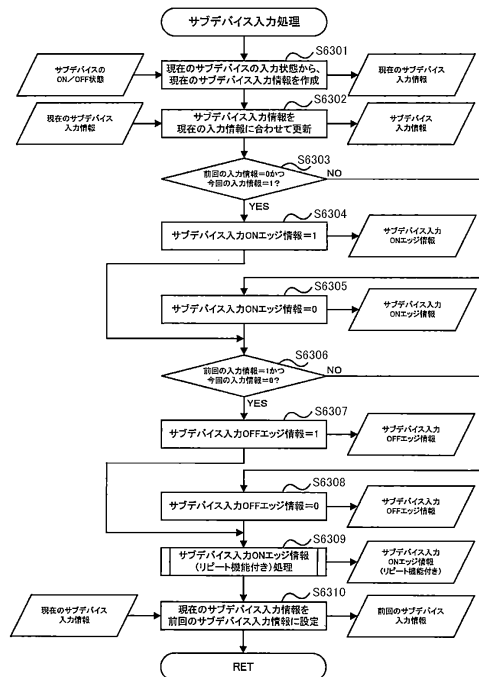 サブデバイス入力処理
S6301
サブデバイスの
ON／OFF状態
現在のサブデバイスの入力状態から、
現在のサブデバイス入力情報を作成
現在のサブデバイス
入力情報
S6302
現在のサブデバイス
入力情報
サブデバイス入力情報を
現在の入力情報に合わせて更新
サブデバイス
入力情報
S6303
前回の入力情報=0かつ
今回の入力情報=1？
NO
YES
S6304
サブデバイス入力ONエッジ情報＝1
サブデバイス入力
ONエッジ情報
S6305
サブデバイス入力ONエッジ情報＝0
サブデバイス入力
ONエッジ情報
S6306
前回の入力情報=1かつ
今回の入力情報=0？
NO
YES
S6307
サブデバイス入力OFFエッジ情報＝1
サブデバイス入力
OFFエッジ情報
S6308
サブデバイス入力OFFエッジ情報＝0
サブデバイス入力
OFFエッジ情報
S6309
サブデバイス入力ONエッジ情報
（リピート機能付き）処理
サブデバイス入力
ONエッジ情報
（リピート機能付き）
S6310
現在のサブデバイス
入力情報
現在のサブデバイス入力情報を
前回のサブデバイス入力情報に設定
前回のサブデバイス
入力情報
RET